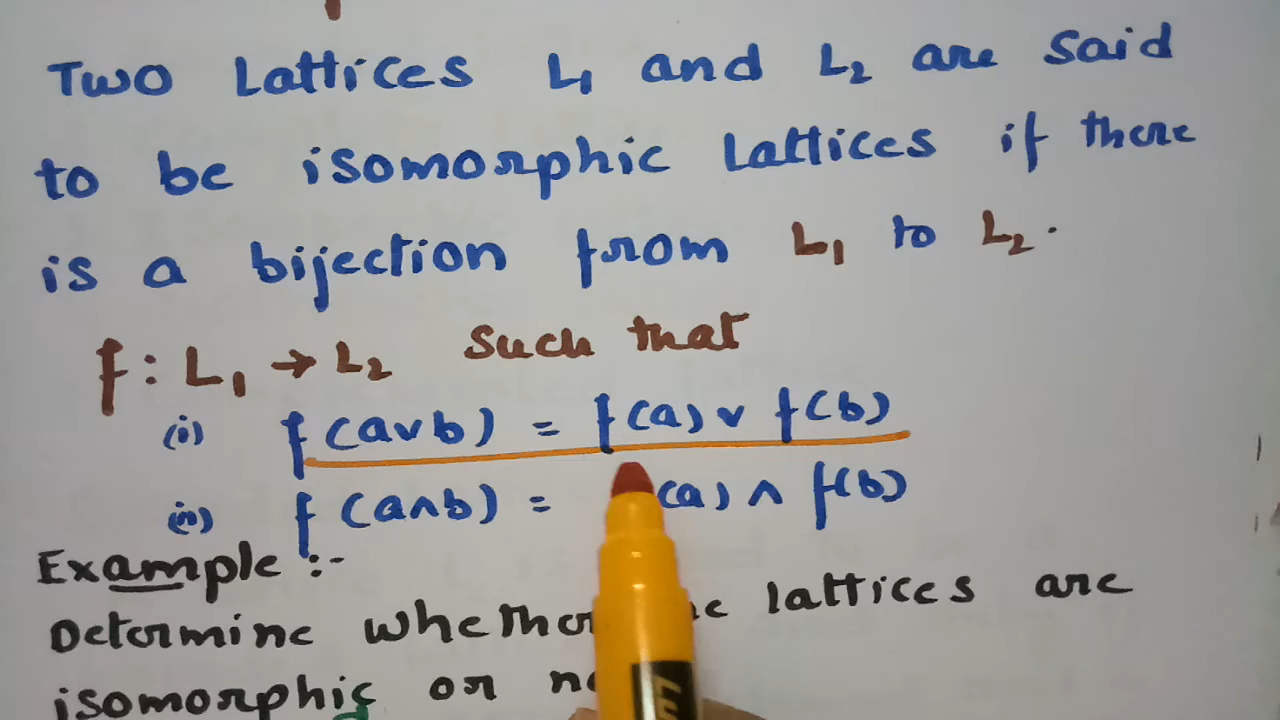 Two Lattices L1 and L2 are said
to be isomorphic Lattices if there
is a bijection from L1 to L2.
f : L1 → L2 such that
(i) f(a∨b) = f(a) ∨ f(b)
(ii) f(a∧b) = (a) ∧ f(b)
Example :-
Determine lattices are
isomorphic or